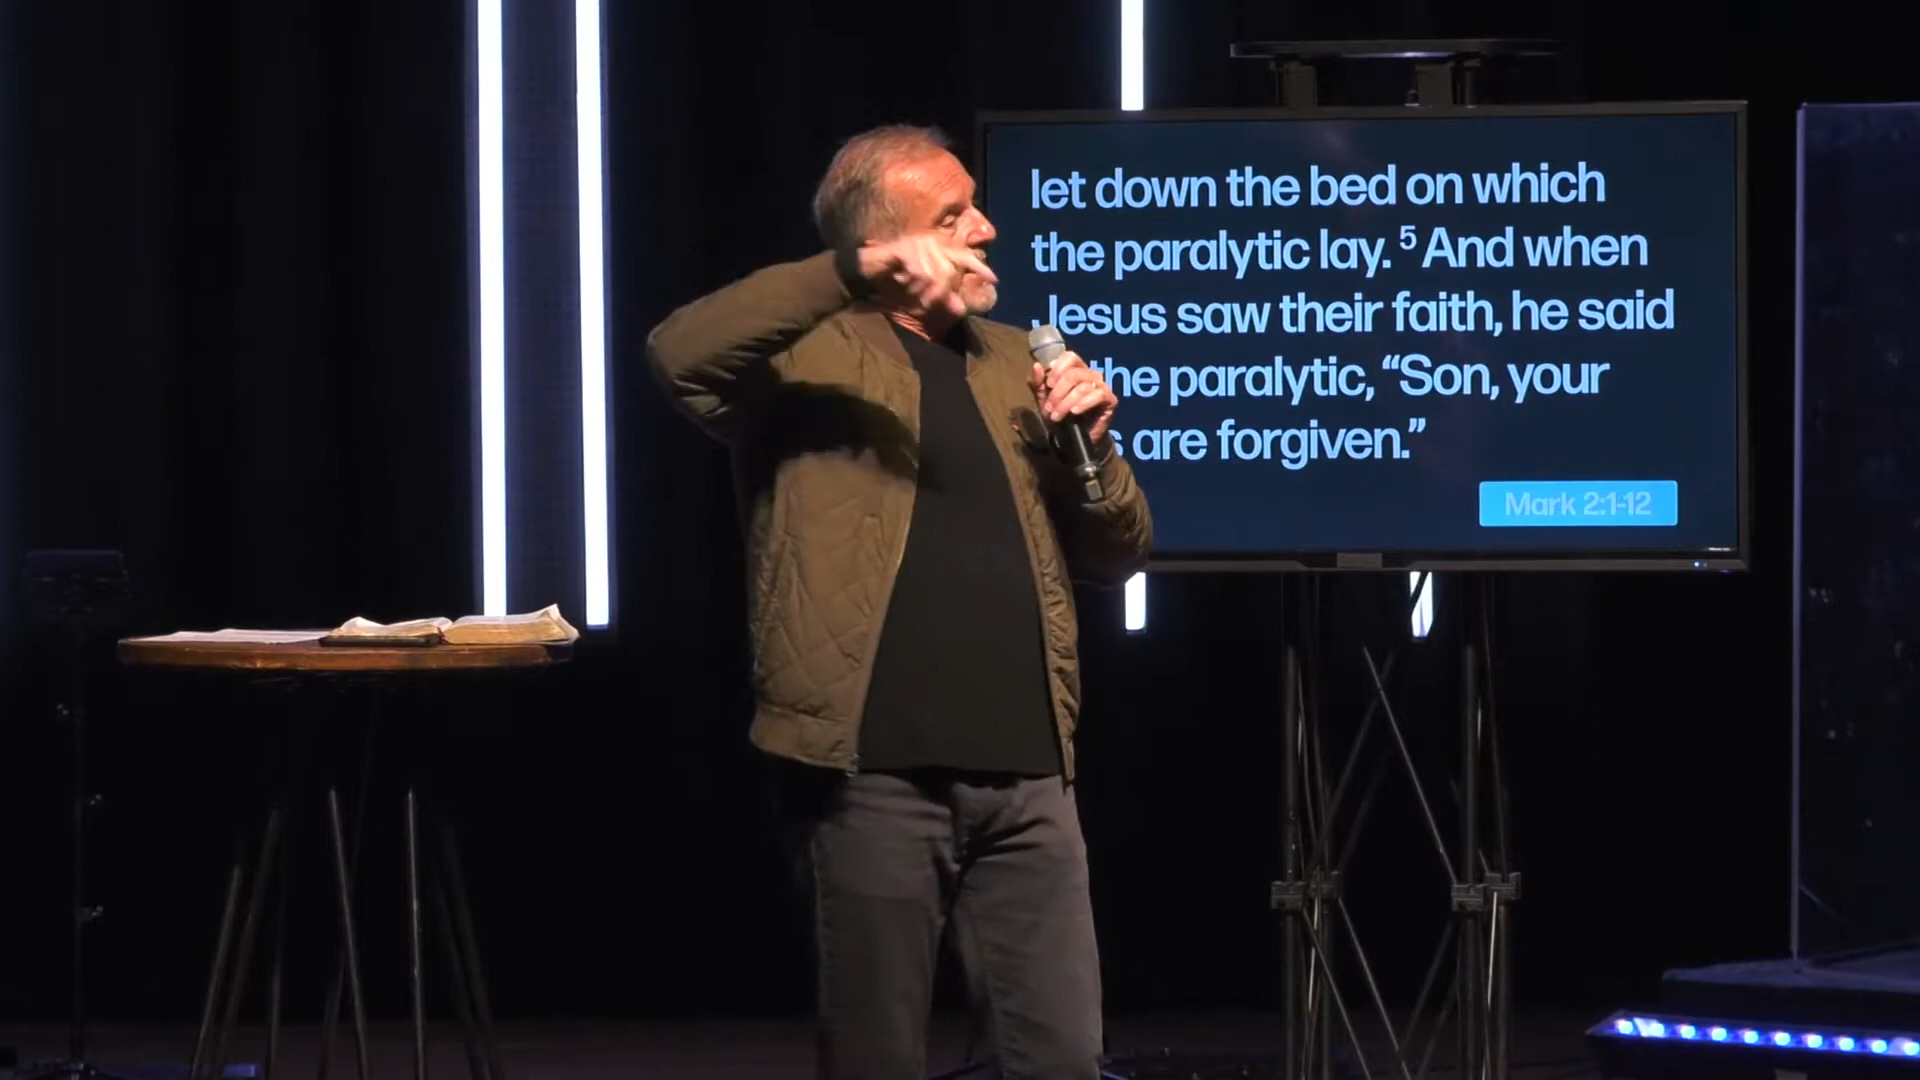 let down the bed on which
the paralytic lay. ⁵ And when
Jesus saw their faith, he said
the paralytic, “Son, your
are forgiven.”
Mark 2:1-12